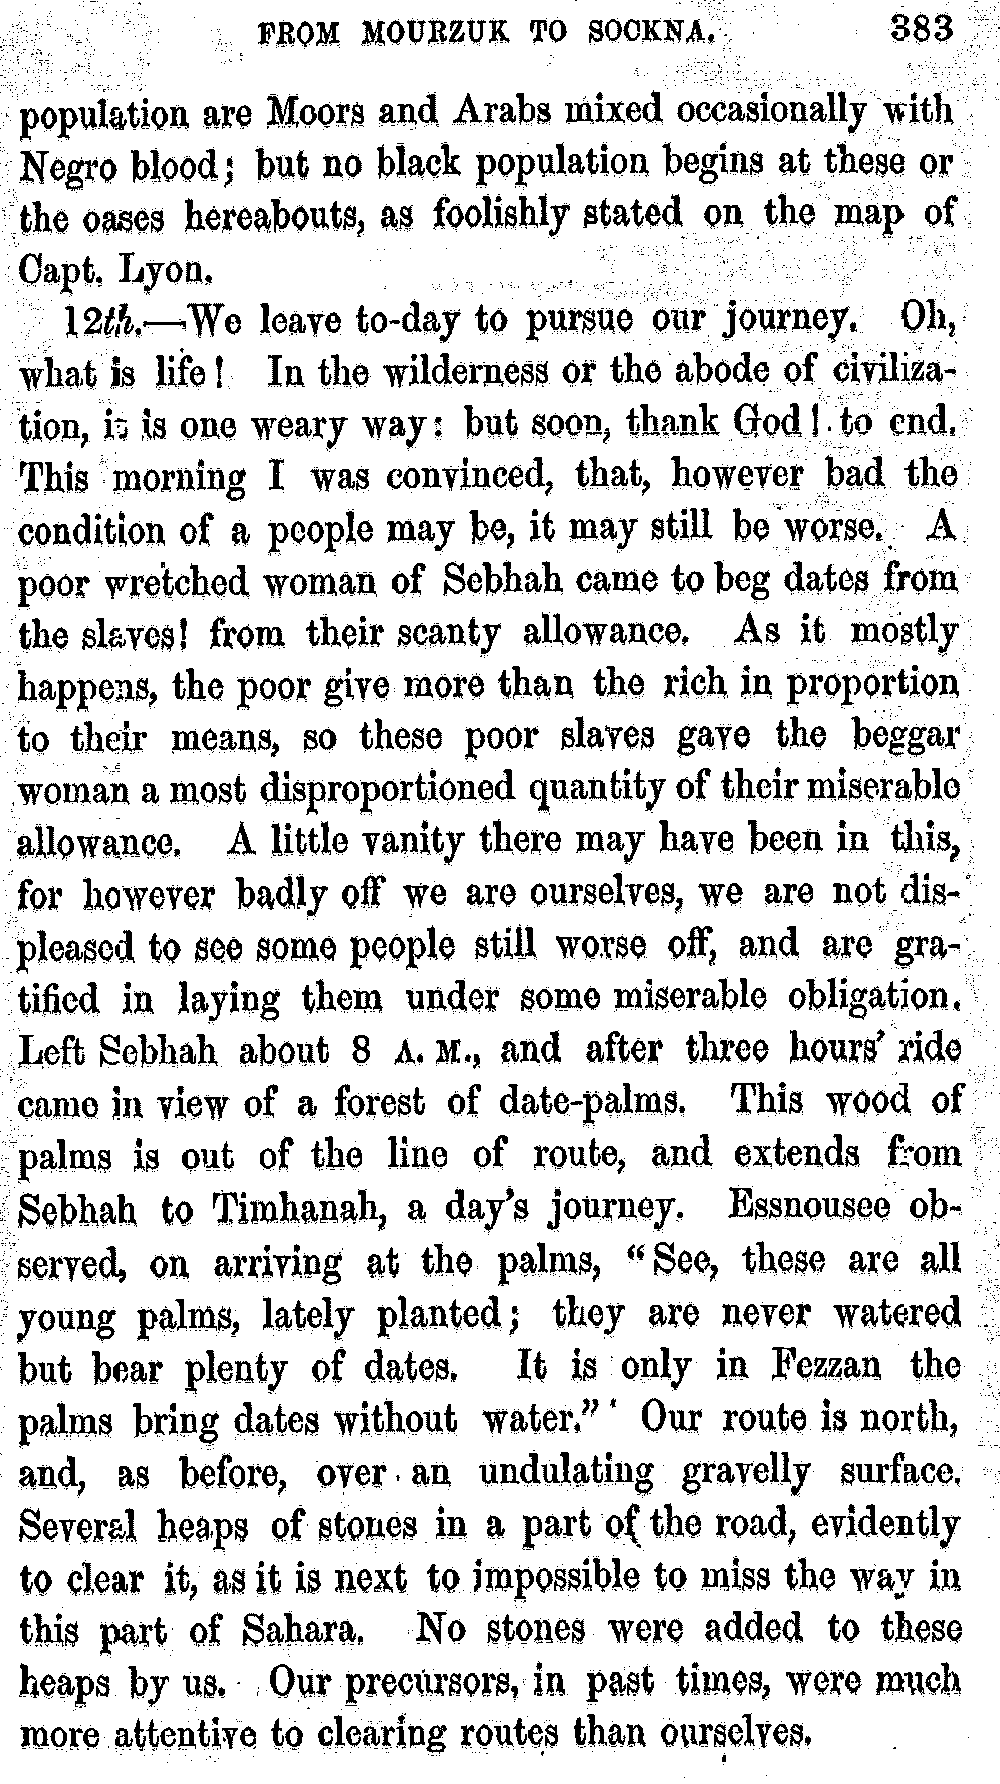 FROM MOURZUK TO SOCKNA. 383
population are Moors and Arabs mixed occasionally with
Negro blood; but no black population begins at these or
the oases hereabouts, as foolishly stated on the map of
Capt. Lyon.
12th.—We leave to-day to pursue our journey. Oh,
what is life! In the wilderness or the abode of civiliza-
tion, it is one weary way: but soon, thank God! to end.
This morning I was convinced, that, however bad the
condition of a people may be, it may still be worse. A
poor wretched woman of Sebhah came to beg dates from
the slaves! from their scanty allowance. As it mostly
happens, the poor give more than the rich in proportion
to their means, so these poor slaves gave the beggar
woman a most disproportioned quantity of their miserable
allowance. A little vanity there may have been in this,
for however badly off we are ourselves, we are not dis-
pleased to see some people still worse off, and are gra-
tified in laying them under some miserable obligation.
Left Sebhah about 8 A. M., and after three hours' ride
came in view of a forest of date-palms. This wood of
palms is out of the line of route, and extends from
Sebhah to Timhanah, a day's journey. Essnousee ob-
served, on arriving at the palms, "See, these are all
young palms, lately planted; they are never watered
but bear plenty of dates. It is only in Fezzan the
palms bring dates without water." Our route is north,
and, as before, over an undulating gravelly surface.
Several heaps of stones in a part of the road, evidently
to clear it, as it is next to impossible to miss the way in
this part of Sahara. No stones were added to these
heaps by us. Our precursors, in past times, were much
more attentive to clearing routes than ourselves.